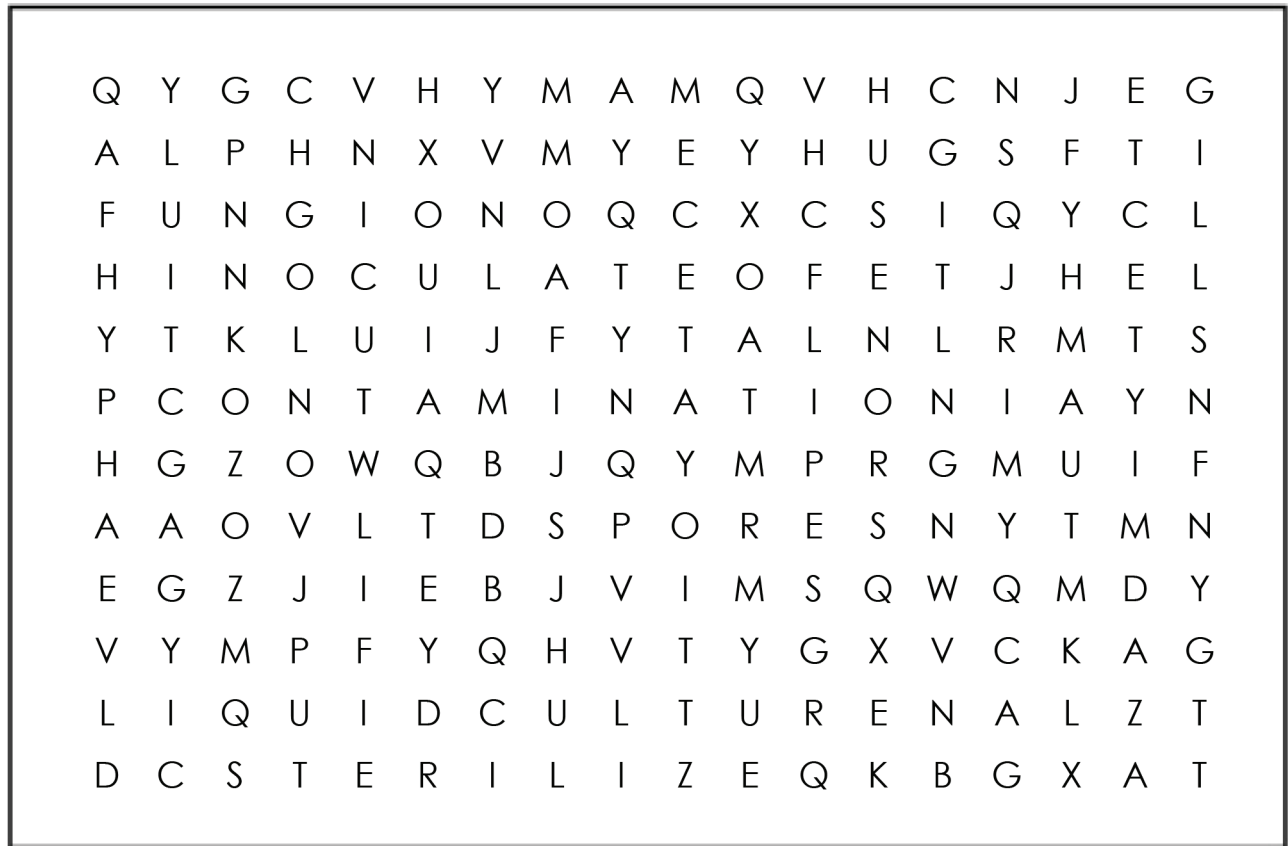 Q Y G C V H Y M A M Q V H C N J E G
A L P H N X V M Y E Y H U G S F T I
F U N G I O N O Q C X C S I Q Y C L
H I N O C U L A T E O F E T J H E L
Y T K L U I J F Y T A L N L R M T S
P C O N T A M I N A T I O N I A Y N
H G Z O W Q B J Q Y M P R G M U I F
A A O V L T D S P O R E S N Y T M N
E G Z J I E B J V I M S Q W Q M D Y
V Y M P F Y Q H V T Y G X V C K A G
L I Q U I D C U L T U R E N A L Z T
D C S T E R I L I Z E Q K B G X A T